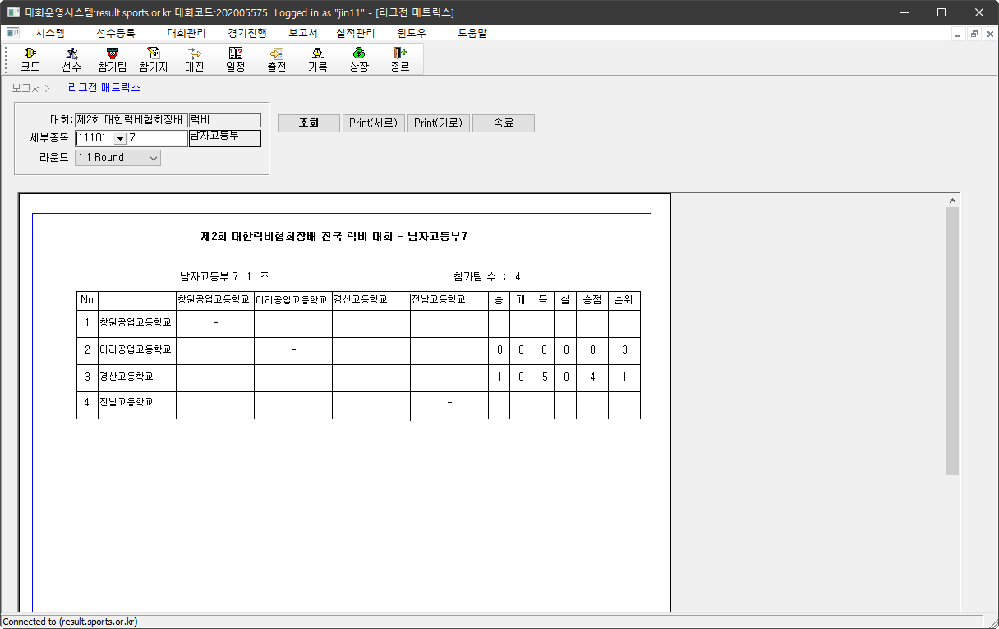 대회운영시스템:result.sports.or.kr 대회코드:202005575 Logged in as "jin11" - [리그전 매트릭스]
시스템 선수등록 대회관리 경기진행 보고서 실적관리 윈도우 도움말
코드 선수 참가팀 참가자 대진 일정 출전 기록 상장 종료
보고서 > 리그전 매트릭스
대회: 제2회 대한럭비협회장배 럭비
조회 Print(세로) Print(가로) 종료
세부종목: 11101 7 남자고등부
라운드: 1:1 Round
제2회 대한럭비협회장배 전국 럭비 대회 - 남자고등부7
남자고등부 7 1 조 참가팀 수 : 4
No 창원공업고등학교 이리공업고등학교 경산고등학교 전남고등학교 승 패 득 실 승점 순위
1 창원공업고등학교 -
2 이리공업고등학교 - 0 0 0 0 0 3
3 경산고등학교 - 1 0 5 0 4 1
4 전남고등학교 -
Connected to (result.sports.or.kr)